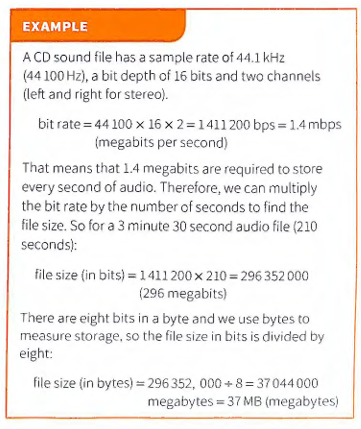 EXAMPLE
A CD sound file has a sample rate of 44.1 kHz
(44 100 Hz), a bit depth of 16 bits and two channels
(left and right for stereo).
bit rate = 44 100 × 16 × 2 = 1 411 200 bps = 1.4 mbps
(megabits per second)
That means that 1.4 megabits are required to store
every second of audio. Therefore, we can multiply
the bit rate by the number of seconds to find the
file size. So for a 3 minute 30 second audio file (210
seconds):
file size (in bits) = 1 411 200 × 210 = 296 352 000
(296 megabits)
There are eight bits in a byte and we use bytes to
measure storage, so the file size in bits is divided by
eight:
file size (in bytes) = 296 352, 000 ÷ 8 = 37 044 000
megabytes = 37 MB (megabytes)